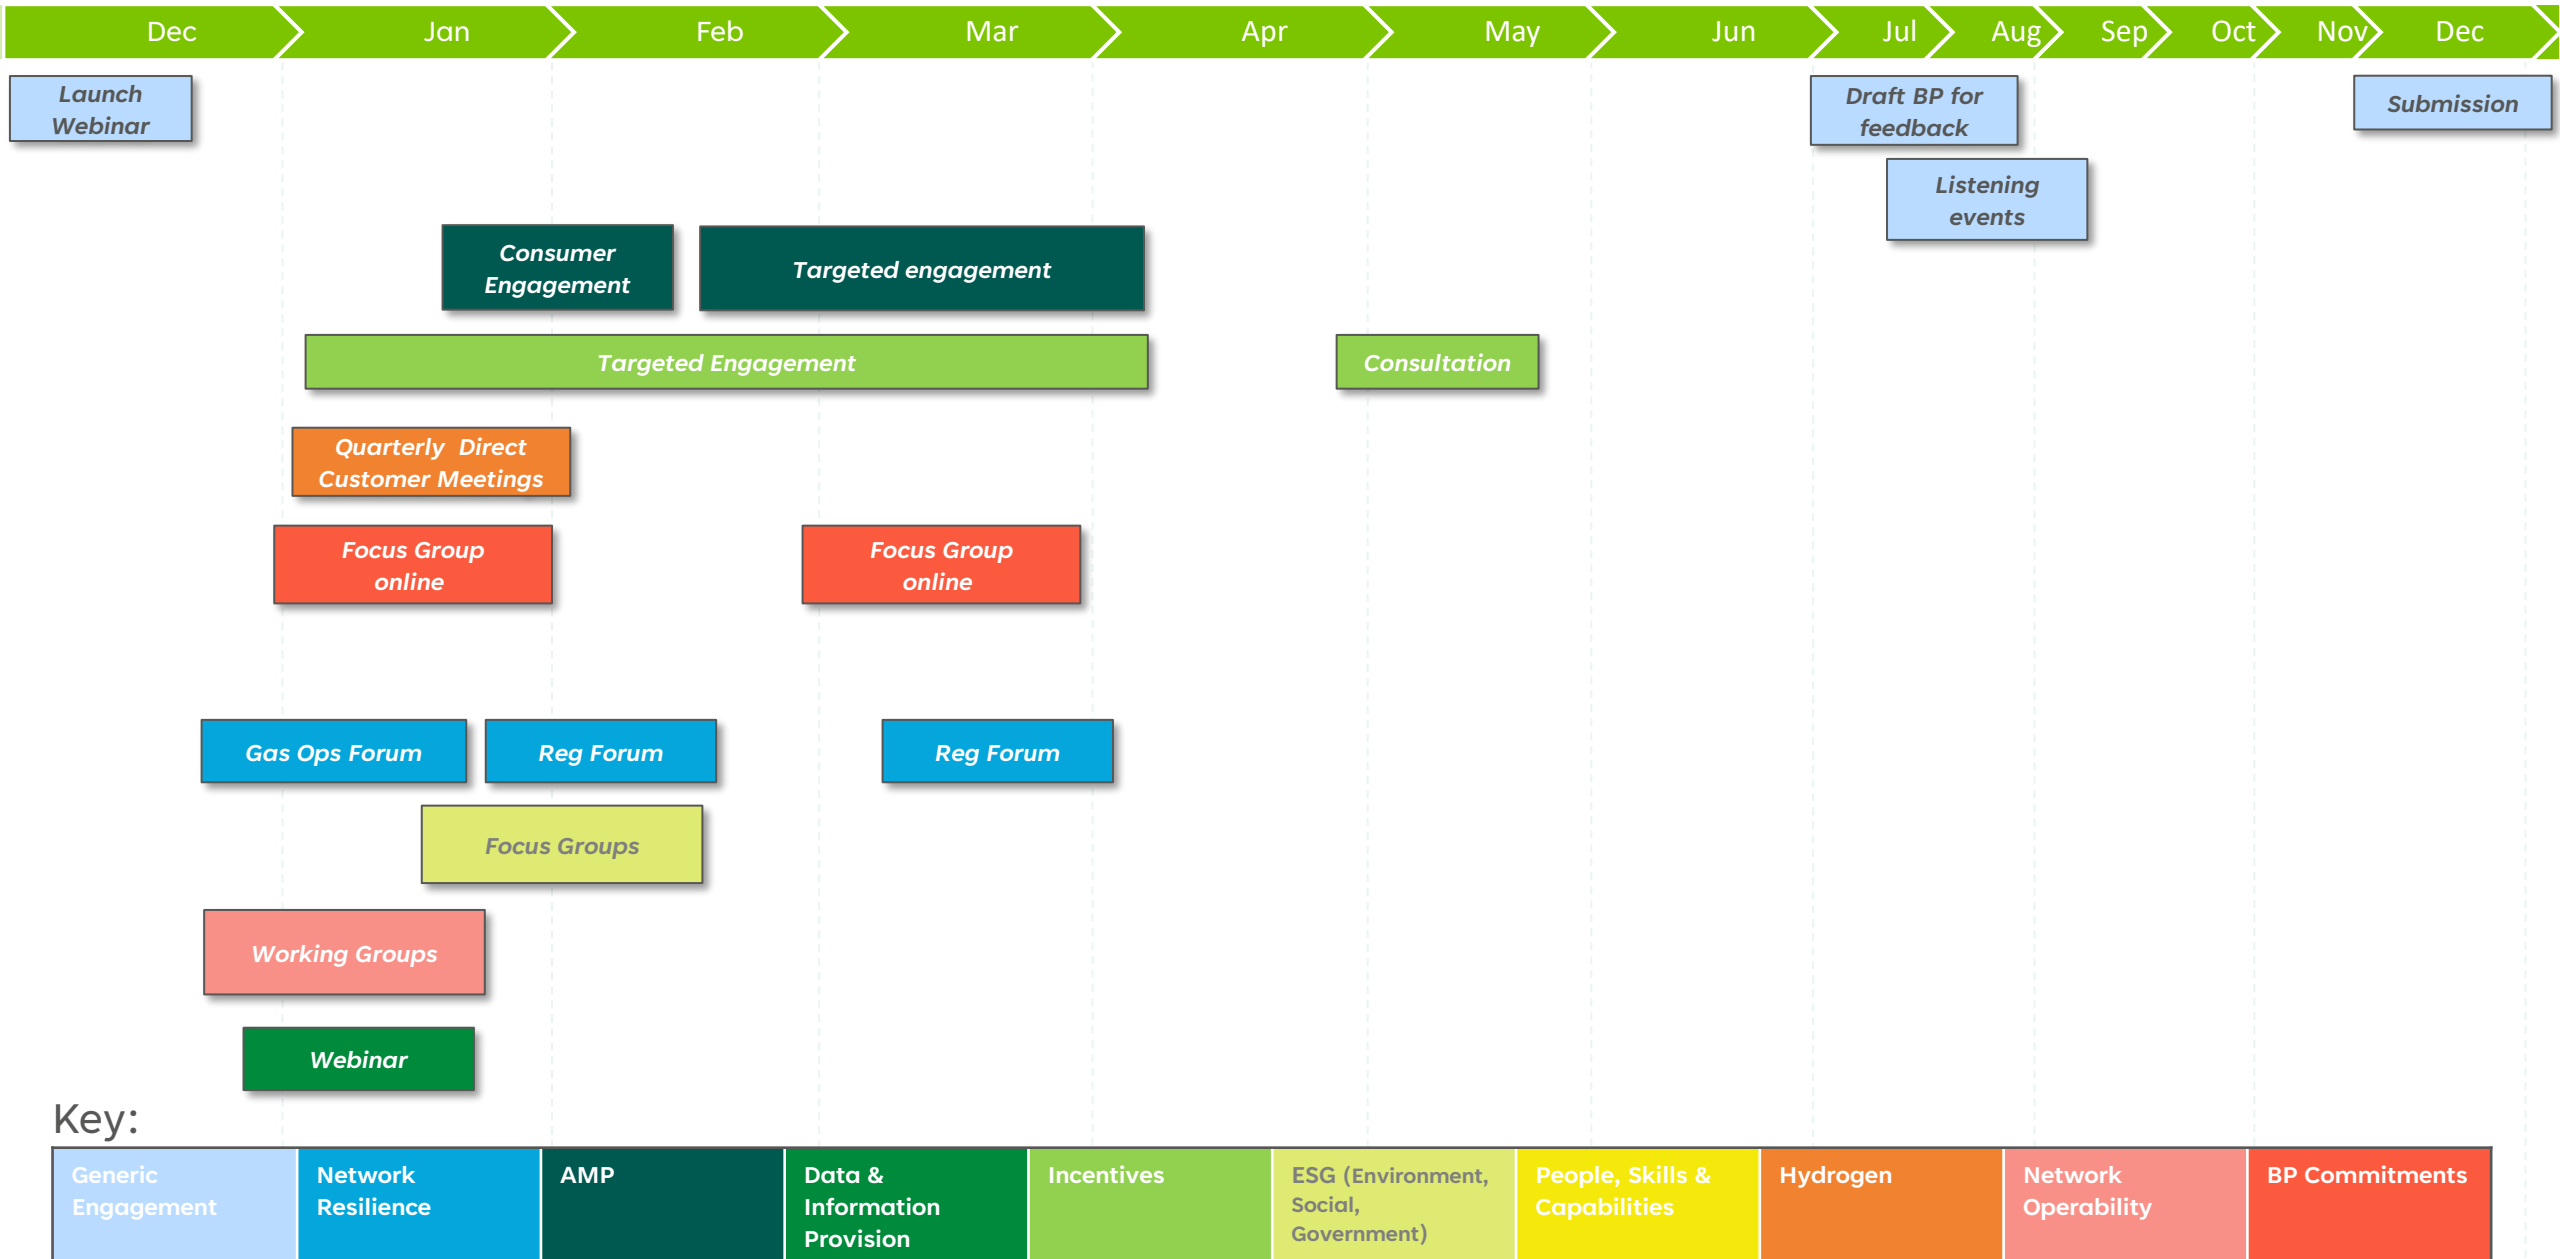 Dec Jan Feb Mar Apr May Jun Jul Aug Sep Oct Nov Dec
Launch
Webinar
Draft BP for
feedback
Submission
Listening
events
Consumer
Engagement
Targeted engagement
Targeted Engagement
Consultation
Quarterly  Direct
Customer Meetings
Focus Group
online
Focus Group
online
Gas Ops Forum
Reg Forum
Reg Forum
Focus Groups
Working Groups
Webinar
Key:
Generic
Engagement
Network
Resilience
AMP
Data &
Information
Provision
Incentives
ESG (Environment,
Social,
Government)
People, Skills &
Capabilities
Hydrogen
Network
Operability
BP Commitments